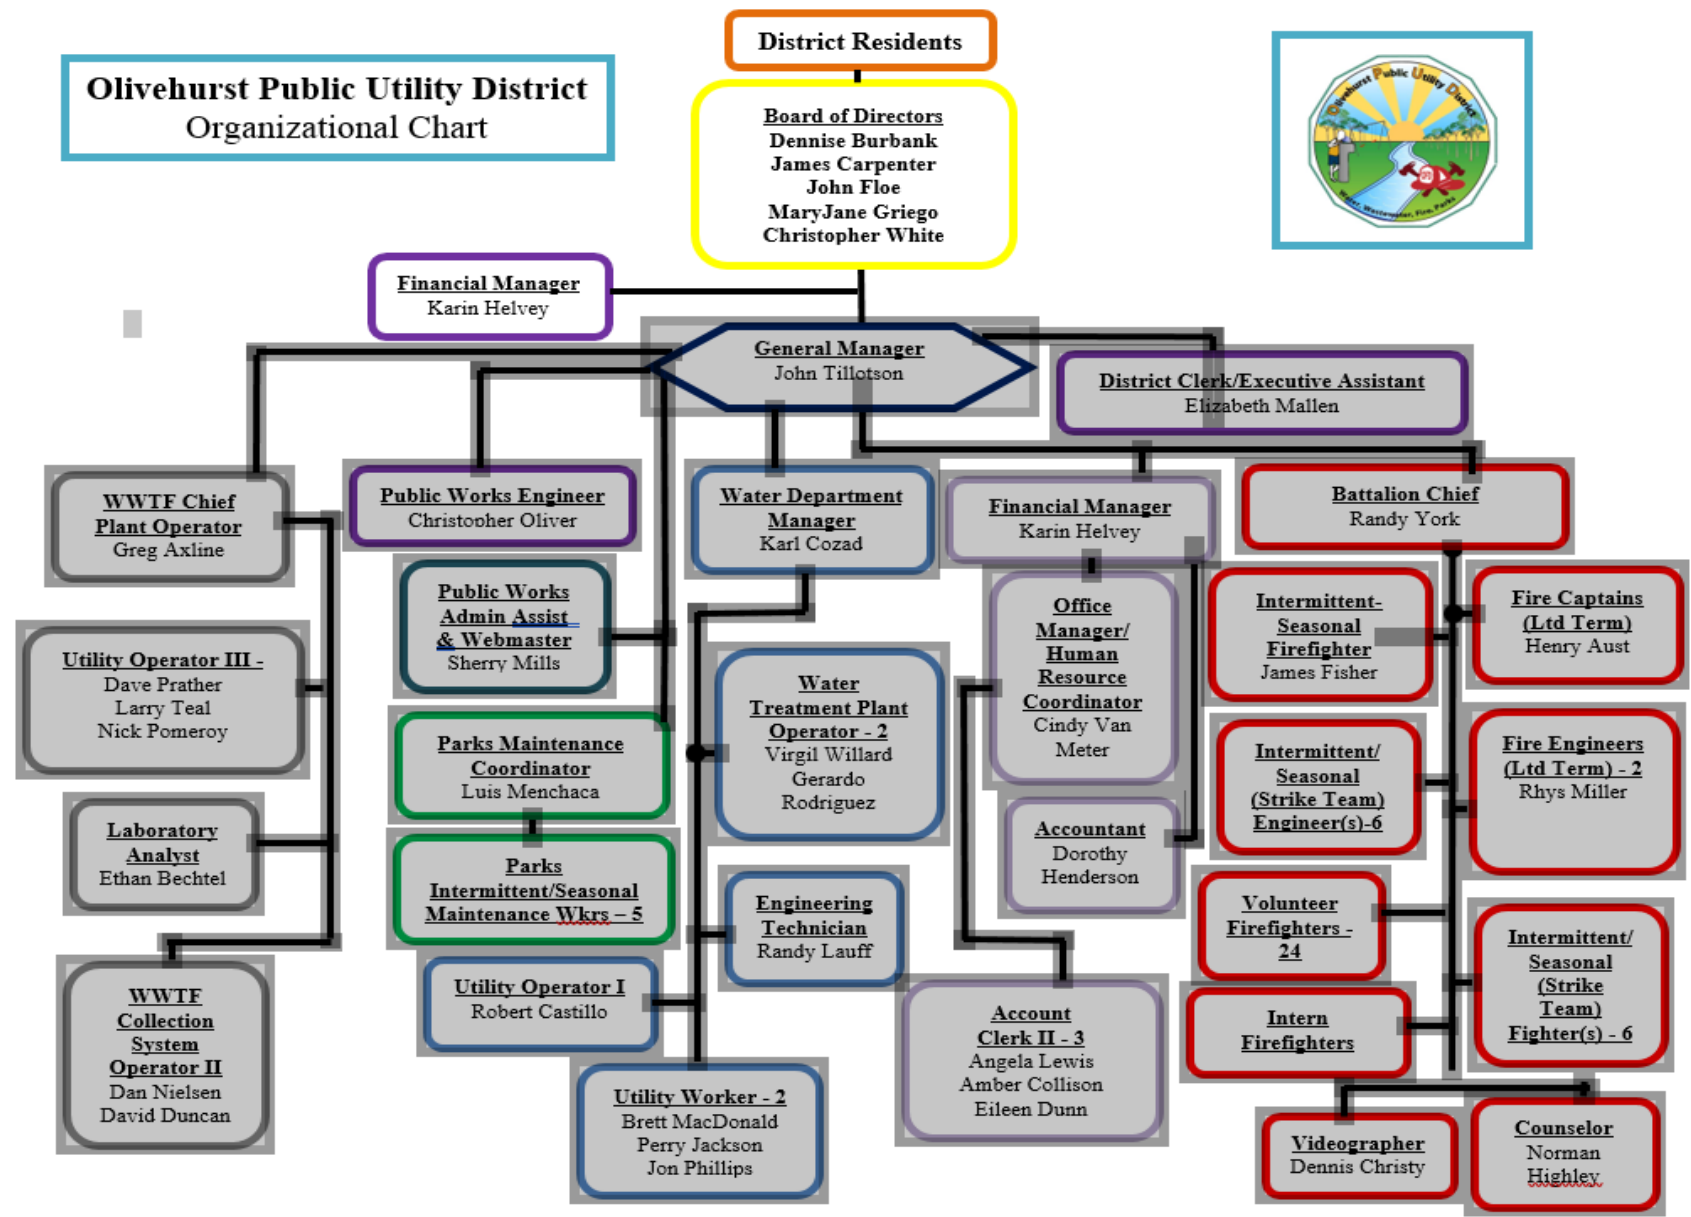 District Residents
Olivehurst Public Utility District
Organizational Chart
Olivehurst Public Utility District
Water, Wastewater, Fire, Parks
Board of Directors
Dennise Burbank
James Carpenter
John Floe
MaryJane Griego
Christopher White
Financial Manager
Karin Helvey
General Manager
John Tillotson
District Clerk/Executive Assistant
Elizabeth Mallen
WWTF Chief
Plant Operator
Greg Axline
Public Works Engineer
Christopher Oliver
Water Department
Manager
Karl Cozad
Financial Manager
Karin Helvey
Battalion Chief
Randy York
Public Works
Admin Assist
& Webmaster
Sherry Mills
Office
Manager/
Human
Resource
Coordinator
Cindy Van
Meter
Intermittent-
Seasonal
Firefighter
James Fisher
Fire Captains
(Ltd Term)
Henry Aust
Utility Operator III -
Dave Prather
Larry Teal
Nick Pomeroy
Water
Treatment Plant
Operator - 2
Virgil Willard
Gerardo
Rodriguez
Parks Maintenance
Coordinator
Luis Menchaca
Intermittent/
Seasonal
(Strike Team)
Engineer(s)-6
Fire Engineers
(Ltd Term) - 2
Rhys Miller
Laboratory
Analyst
Ethan Bechtel
Parks
Intermittent/Seasonal
Maintenance Wkrs – 5
Accountant
Dorothy
Henderson
Engineering
Technician
Randy Lauff
Volunteer
Firefighters -
24
Intermittent/
Seasonal
(Strike
Team)
Fighter(s) - 6
WWTF
Collection
System
Operator II
Dan Nielsen
David Duncan
Utility Operator I
Robert Castillo
Account
Clerk II - 3
Angela Lewis
Amber Collison
Eileen Dunn
Intern
Firefighters
Utility Worker - 2
Brett MacDonald
Perry Jackson
Jon Phillips
Videographer
Dennis Christy
Counselor
Norman
Highley